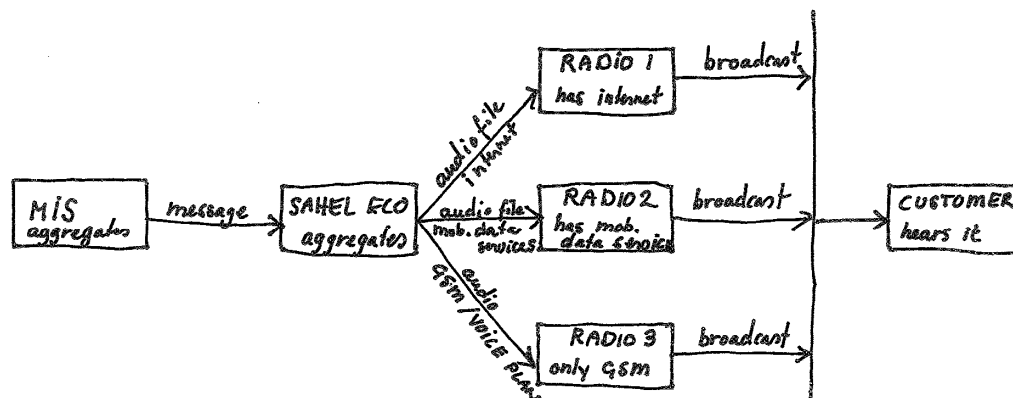 MIS
aggregates
message
SAHEL ECO
aggregates
audio file
internet
audio file
mob. data
services
audio
GSM / VOICE
RADIO 1
has internet
RADIO 2
has mob.
data service
RADIO 3
only GSM
broadcast
broadcast
broadcast
CUSTOMER
hears it